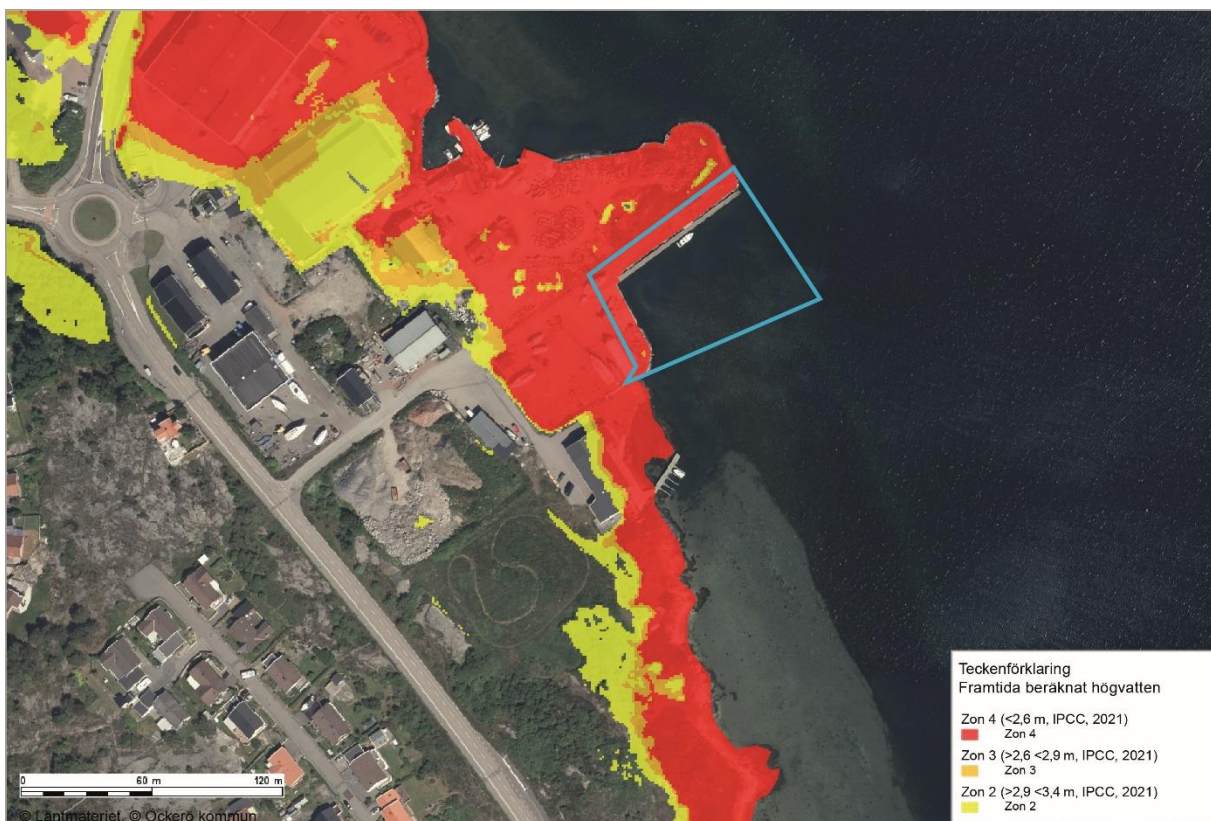 Teckenförklaring
Framtida beräknat högvatten
Zon 4 (<2,6 m, IPCC, 2021)
Zon 4
Zon 3 (>2,6 <2,9 m, IPCC, 2021)
Zon 3
Zon 2 (>2,9 <3,4 m, IPCC, 2021)
Zon 2
0 60 m 120 m
© Lantmäteriet, © Öckerö kommun